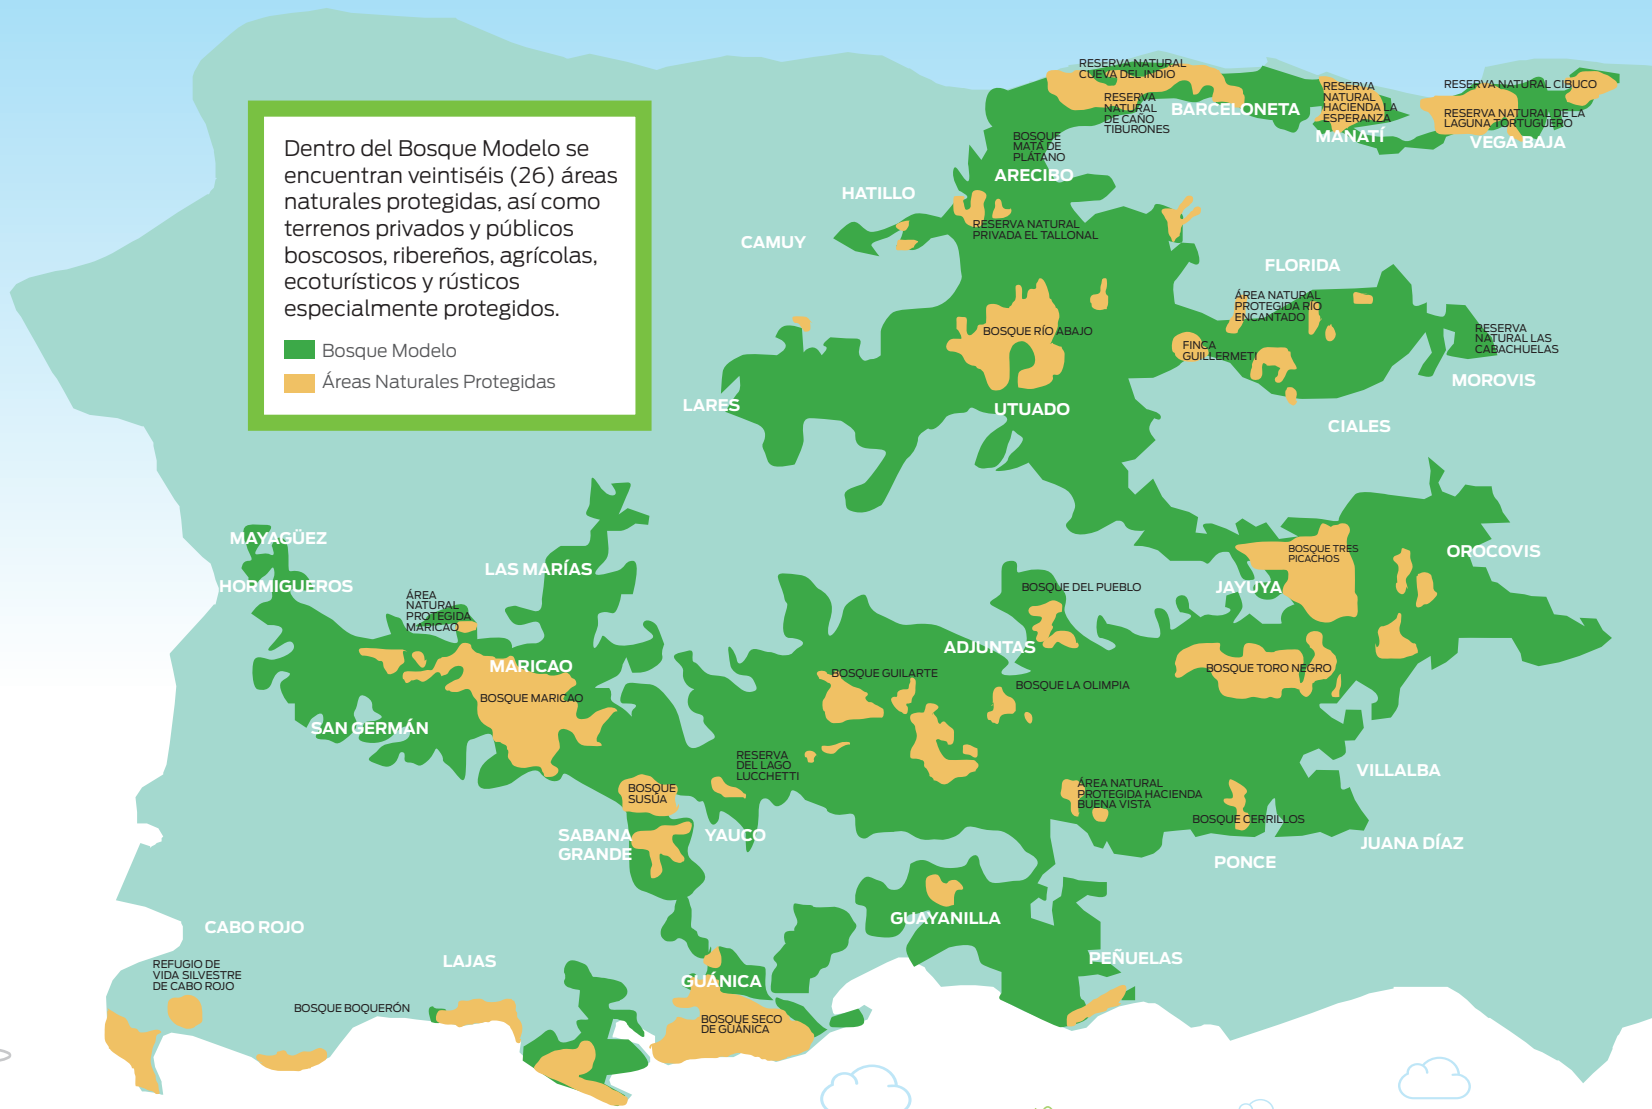 Dentro del Bosque Modelo se
encuentran veintiséis (26) áreas
naturales protegidas, así como
terrenos privados y públicos
boscosos, ribereños, agrícolas,
ecoturísticos y rústicos
especialmente protegidos.
Bosque Modelo
Áreas Naturales Protegidas
RESERVA NATURAL
CUEVA DEL INDIO
RESERVA
NATURAL
DE CAÑO
TIBURONES
BARCELONETA
RESERVA
NATURAL
HACIENDA LA
ESPERANZA
MANATÍ
RESERVA NATURAL CIBUCO
RESERVA NATURAL DE LA
LAGUNA TORTUGUERO
VEGA BAJA
BOSQUE
MATA DE
PLÁTANO
ARECIBO
HATILLO
RESERVA NATURAL
PRIVADA EL TALLONAL
CAMUY
FLORIDA
ÁREA NATURAL
PROTEGIDA RÍO
ENCANTADO
BOSQUE RÍO ABAJO
FINCA
GUILLERMETI
RESERVA
NATURAL LAS
CABACHUELAS
MOROVIS
LARES
UTUADO
CIALES
MAYAGÜEZ
HORMIGUEROS
LAS MARÍAS
ÁREA
NATURAL
PROTEGIDA
MARICAO
MARICAO
BOSQUE MARICAO
SAN GERMÁN
BOSQUE TRES
PICACHOS
OROCOVIS
JAYUYA
BOSQUE DEL PUEBLO
ADJUNTAS
BOSQUE GUILARTE
BOSQUE LA OLIMPIA
BOSQUE TORO NEGRO
RESERVA
DEL LAGO
LUCCHETTI
BOSQUE
SUSÚA
SABANA
GRANDE
YAUCO
ÁREA NATURAL
PROTEGIDA HACIENDA
BUENA VISTA
BOSQUE CERRILLOS
VILLALBA
JUANA DÍAZ
PONCE
GUAYANILLA
CABO ROJO
LAJAS
PEÑUELAS
REFUGIO DE
VIDA SILVESTRE
DE CABO ROJO
GUÁNICA
BOSQUE BOQUERÓN
BOSQUE SECO
DE GUÁNICA